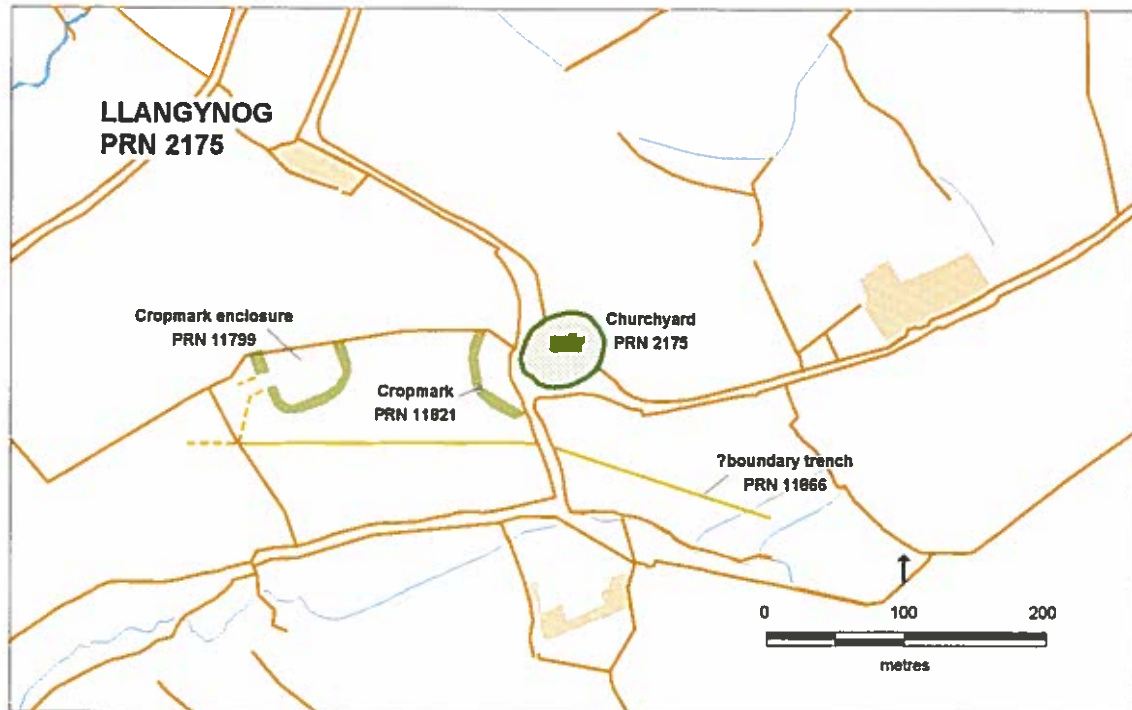 LLANGYNOG
PRN 2175
Cropmark enclosure
PRN 11799
Churchyard
PRN 2175
Cropmark
PRN 11821
?boundary trench
PRN 11866
0 100 200
metres